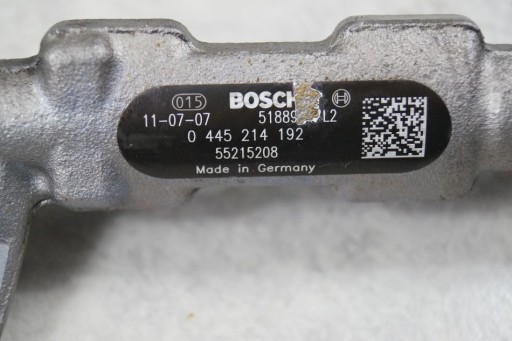 015 BOSCH
11-07-07
0 445 214 192
55215208
Made in Germany